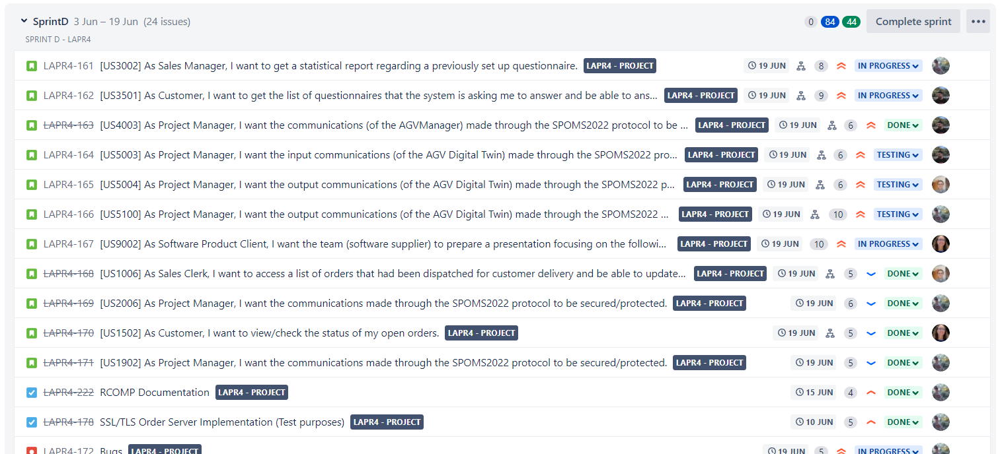 SprintD 3 Jun – 19 Jun (24 issues) 0 84 44 Complete sprint
SPRINT D - LAPR4
LAPR4-161 [US3002] As Sales Manager, I want to get a statistical report regarding a previously set up questionnaire. LAPR4 - PROJECT 19 JUN 8 IN PROGRESS
LAPR4-162 [US3501] As Customer, I want to get the list of questionnaires that the system is asking me to answer and be able to ans... LAPR4 - PROJECT 19 JUN 9 IN PROGRESS
LAPR4-163 [US4003] As Project Manager, I want the communications (of the AGVManager) made through the SPOMS2022 protocol to be ... LAPR4 - PROJECT 19 JUN 6 DONE
LAPR4-164 [US5003] As Project Manager, I want the input communications (of the AGV Digital Twin) made through the SPOMS2022 pro... LAPR4 - PROJECT 19 JUN 6 TESTING
LAPR4-165 [US5004] As Project Manager, I want the output communications (of the AGV Digital Twin) made through the SPOMS2022 p... LAPR4 - PROJECT 19 JUN 6 TESTING
LAPR4-166 [US5100] As Project Manager, I want the output communications (of the AGV Digital Twin) made through the SPOMS2022 ... LAPR4 - PROJECT 19 JUN 10 TESTING
LAPR4-167 [US9002] As Software Product Client, I want the team (software supplier) to prepare a presentation focusing on the followi... LAPR4 - PROJECT 19 JUN 10 IN PROGRESS
LAPR4-168 [US1006] As Sales Clerk, I want to access a list of orders that had been dispatched for customer delivery and be able to update... LAPR4 - PROJECT 19 JUN 5 DONE
LAPR4-169 [US2006] As Project Manager, I want the communications made through the SPOMS2022 protocol to be secured/protected. LAPR4 - PROJECT 19 JUN 6 DONE
LAPR4-170 [US1502] As Customer, I want to view/check the status of my open orders. LAPR4 - PROJECT 19 JUN 5 DONE
LAPR4-171 [US1902] As Project Manager, I want the communications made through the SPOMS2022 protocol to be secured/protected. LAPR4 - PROJECT 19 JUN 5 DONE
LAPR4-222 RCOMP Documentation LAPR4 - PROJECT 15 JUN 4 DONE
LAPR4-178 SSL/TLS Order Server Implementation (Test purposes) LAPR4 - PROJECT 10 JUN 5 DONE
LAPR4-172 Bugs LAPR4 - PROJECT 19 JUN 5 IN PROGRESS